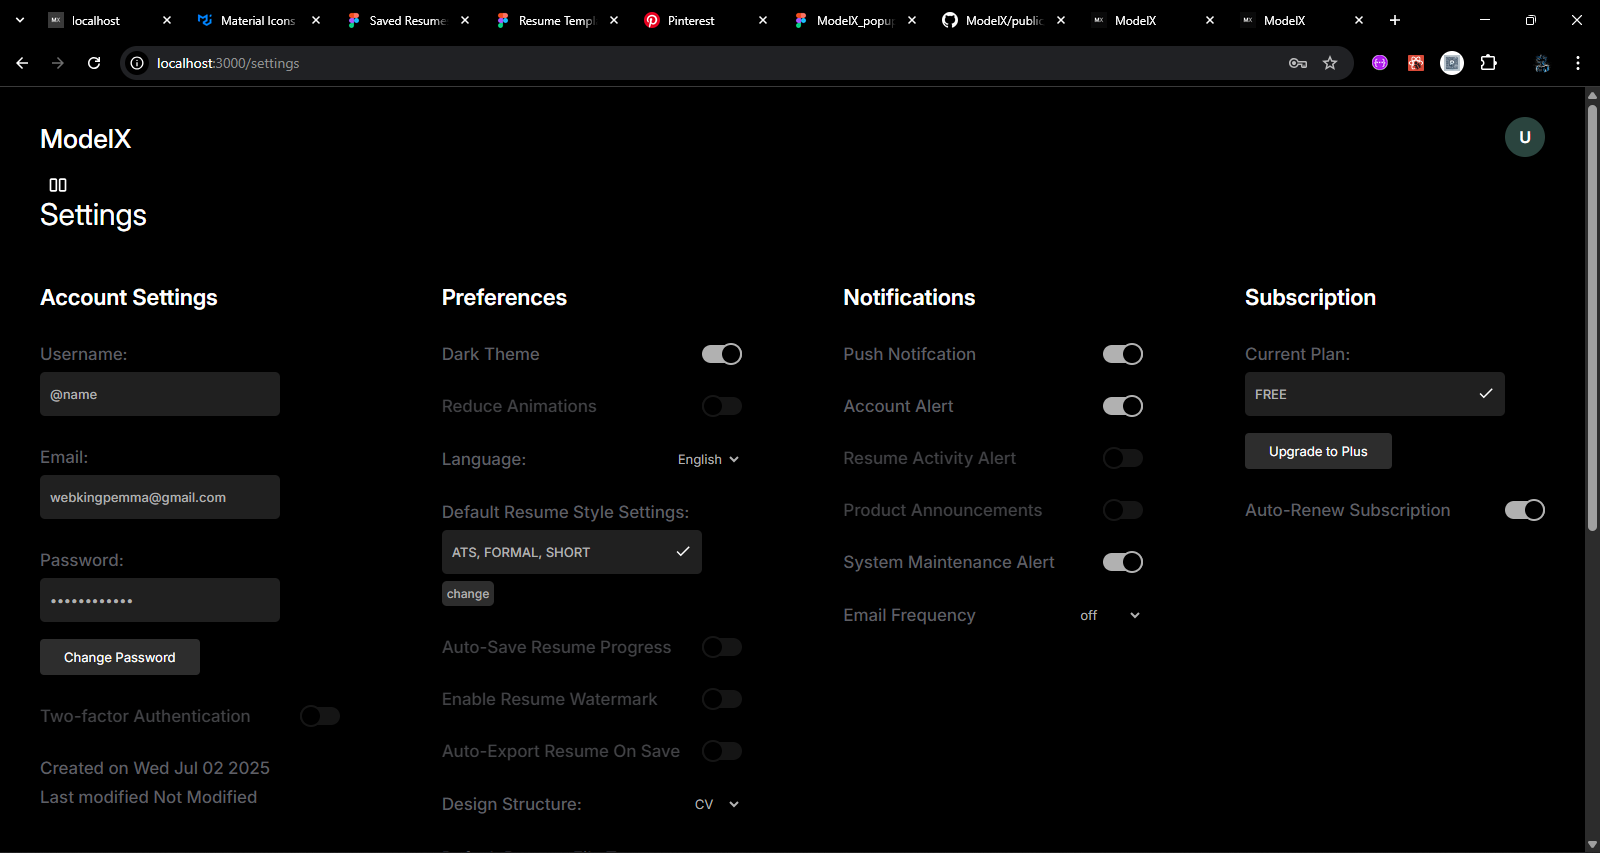 localhost
Material Icons
Saved Resume
Resume Templ
Pinterest
ModelX_popup
ModelX/public
ModelX
ModelX
localhost:3000/settings
ModelX
U
Settings
Account Settings
Username:
@name
Email:
webkingpemma@gmail.com
Password:
••••••••••••
Change Password
Two-factor Authentication
Created on Wed Jul 02 2025
Last modified Not Modified
Preferences
Dark Theme
Reduce Animations
Language:
English
Default Resume Style Settings:
ATS, FORMAL, SHORT
change
Auto-Save Resume Progress
Enable Resume Watermark
Auto-Export Resume On Save
Design Structure:
CV
Notifications
Push Notifcation
Account Alert
Resume Activity Alert
Product Announcements
System Maintenance Alert
Email Frequency
off
Subscription
Current Plan:
FREE
Upgrade to Plus
Auto-Renew Subscription